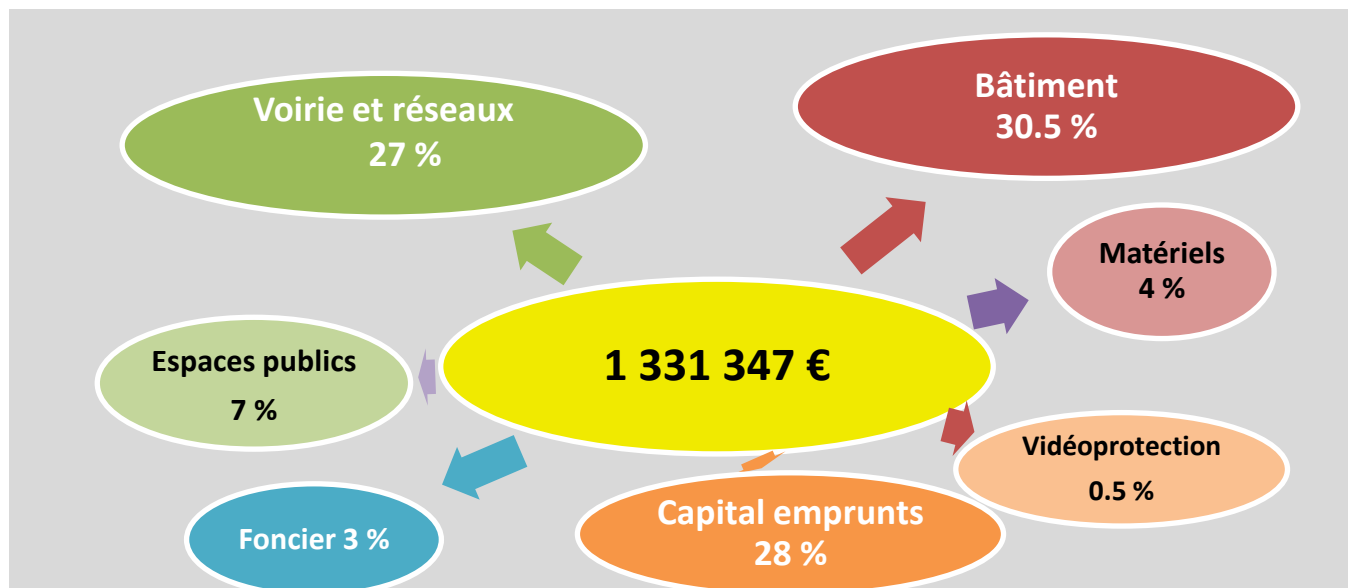 Voirie et réseaux
27 %
Bâtiment
30.5 %
Matériels
4 %
1 331 347 €
Espaces publics
7 %
Vidéoprotection
0.5 %
Capital emprunts
28 %
Foncier 3 %